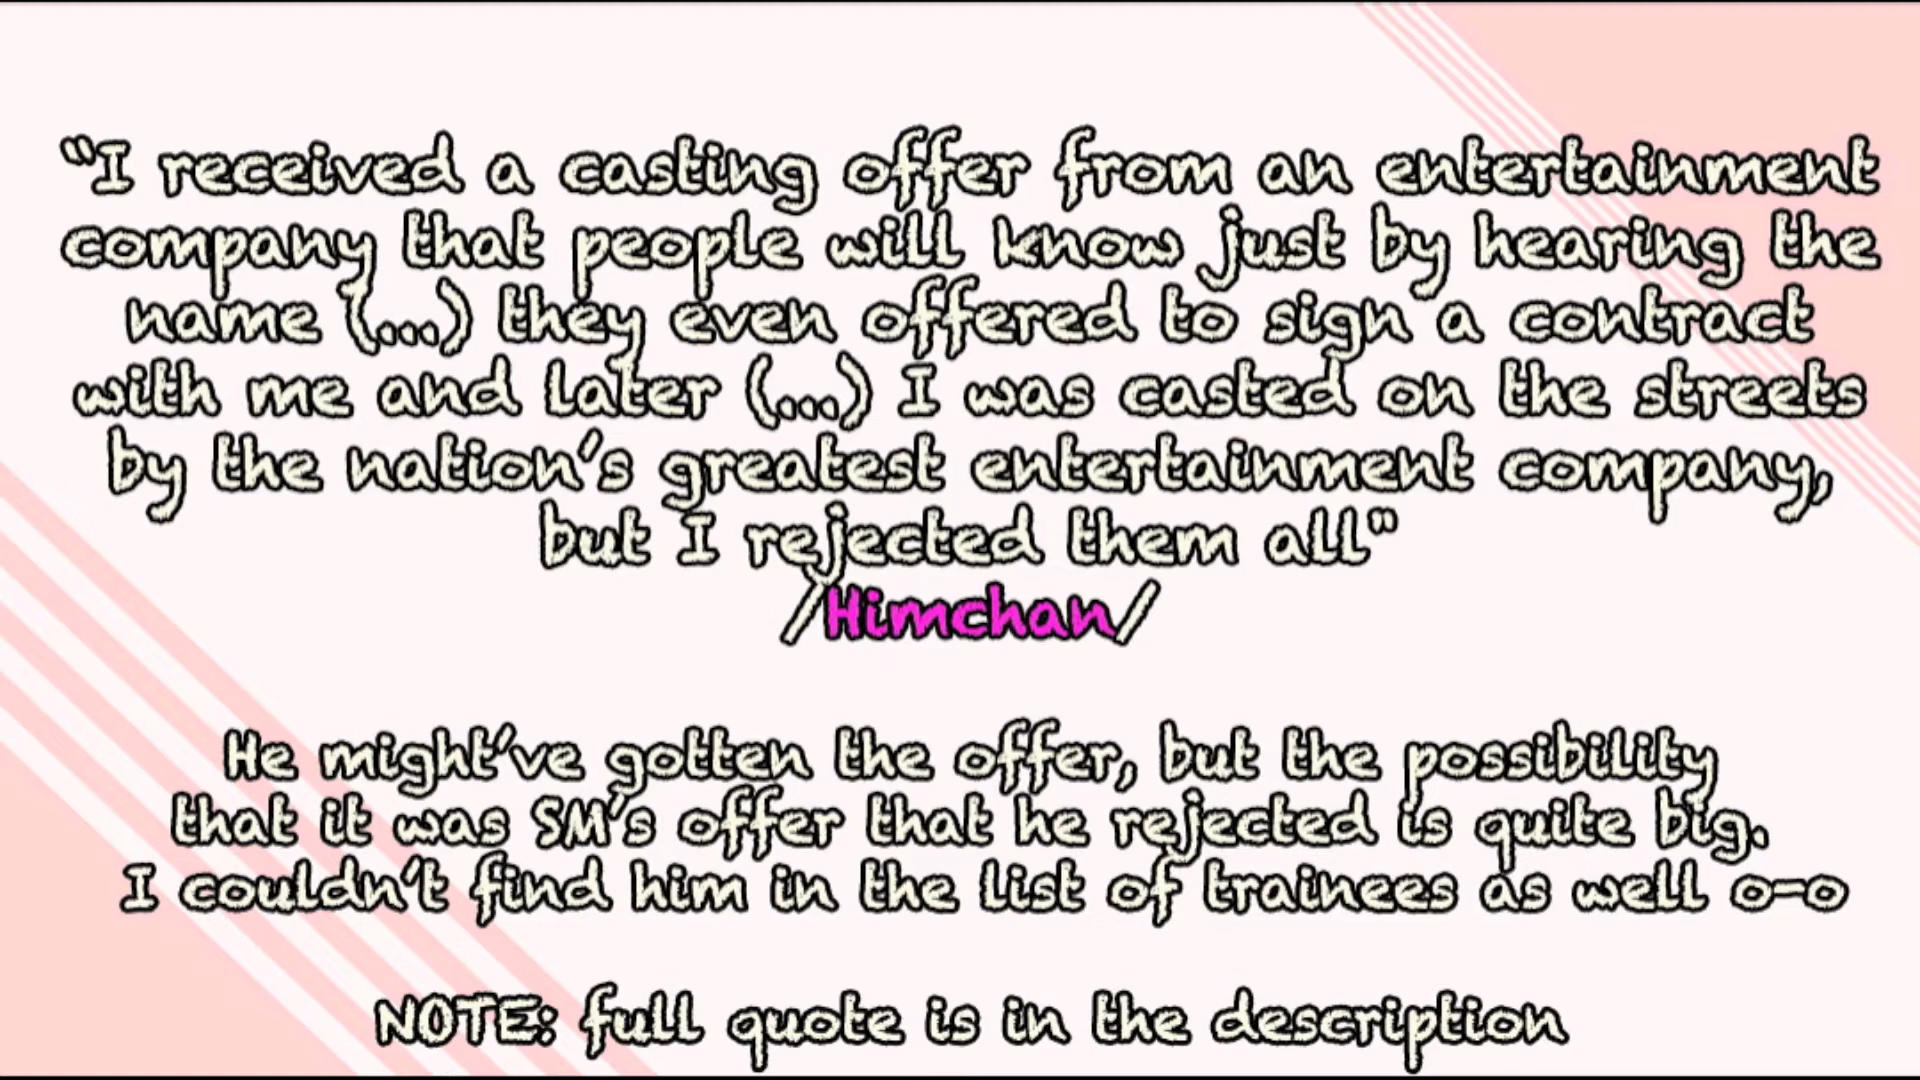 “I received a casting offer from an entertainment
company that people will know just by hearing the
name (...) they even offered to sign a contract
with me and later (...) I was casted on the streets
by the nation’s greatest entertainment company,
but I rejected them all"
/Himchan/
He might’ve gotten the offer, but the possibility
that it was SM’s offer that he rejected is quite big.
I couldn’t find him in the list of trainees as well o-o
NOTE: full quote is in the description